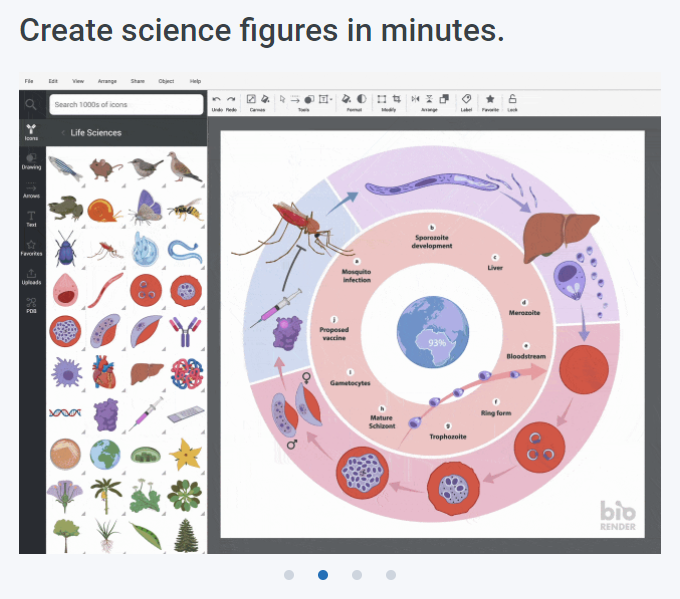 Create science figures in minutes.
File Edit View Arrange Share Object Help
Search 1000s of icons
Undo Redo Canvas Tools Format Modify Arrange Label Favorite Lock
Icons
Life Sciences
Drawing
Arrows
Text
Favorites
Uploads
PDB
b
Sporozoite
development
c
Liver
a
Mosquito
infection
d
Merozoite
j
Proposed
vaccine
93%
e
Bloodstream
i
Gametocytes
f
Ring form
h
Mature
Schizont
g
Trophozoite
bio
RENDER